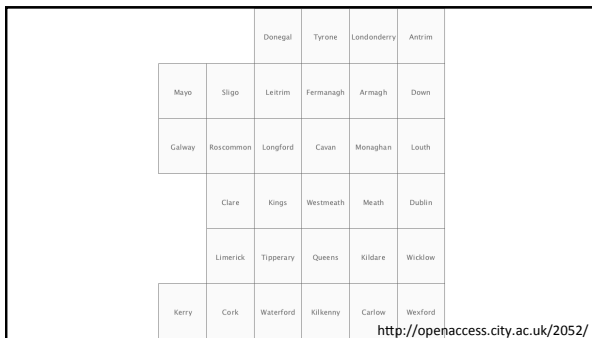 Donegal Tyrone Londonderry Antrim
Mayo Sligo Leitrim Fermanagh Armagh Down
Galway Roscommon Longford Cavan Monaghan Louth
Clare Kings Westmeath Meath Dublin
Limerick Tipperary Queens Kildare Wicklow
Kerry Cork Waterford Kilkenny Carlow Wexford
http://openaccess.city.ac.uk/2052/